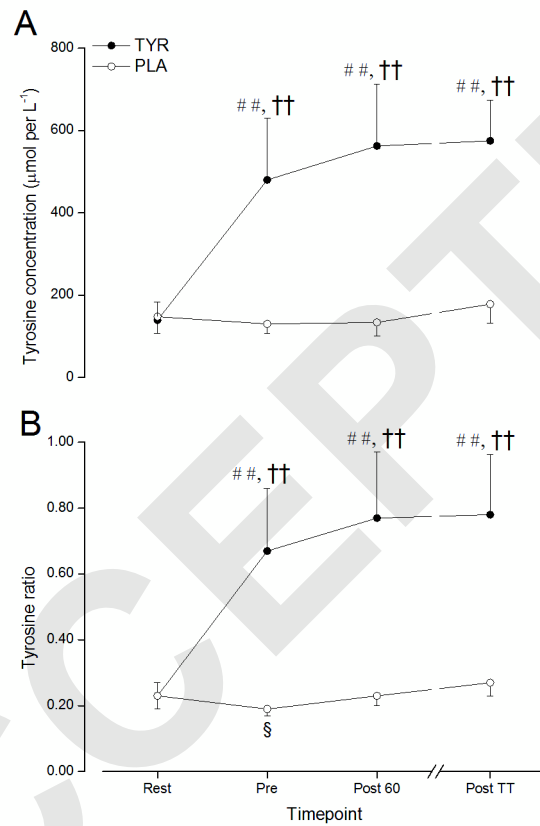 A
TYR
PLA
800
600
400
200
0
Tyrosine concentration (μmol per L⁻¹)
##, ††
##, ††
##, ††
B
1.00
0.80
0.60
0.40
0.20
0.00
Tyrosine ratio
##, ††
##, ††
##, ††
§
Rest Pre Post 60 Post TT
Timepoint
CCEPT